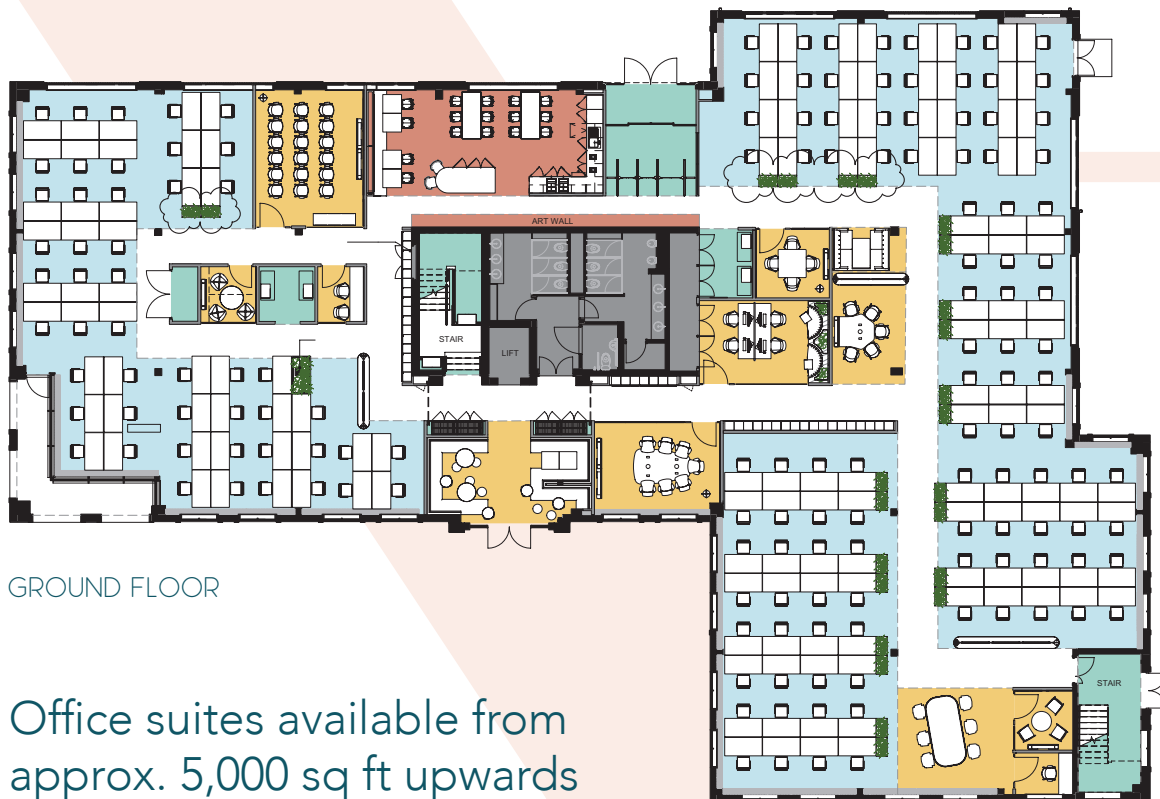 ART WALL
STAIR
LIFT
GROUND FLOOR
STAIR
Office suites available from
approx. 5,000 sq ft upwards